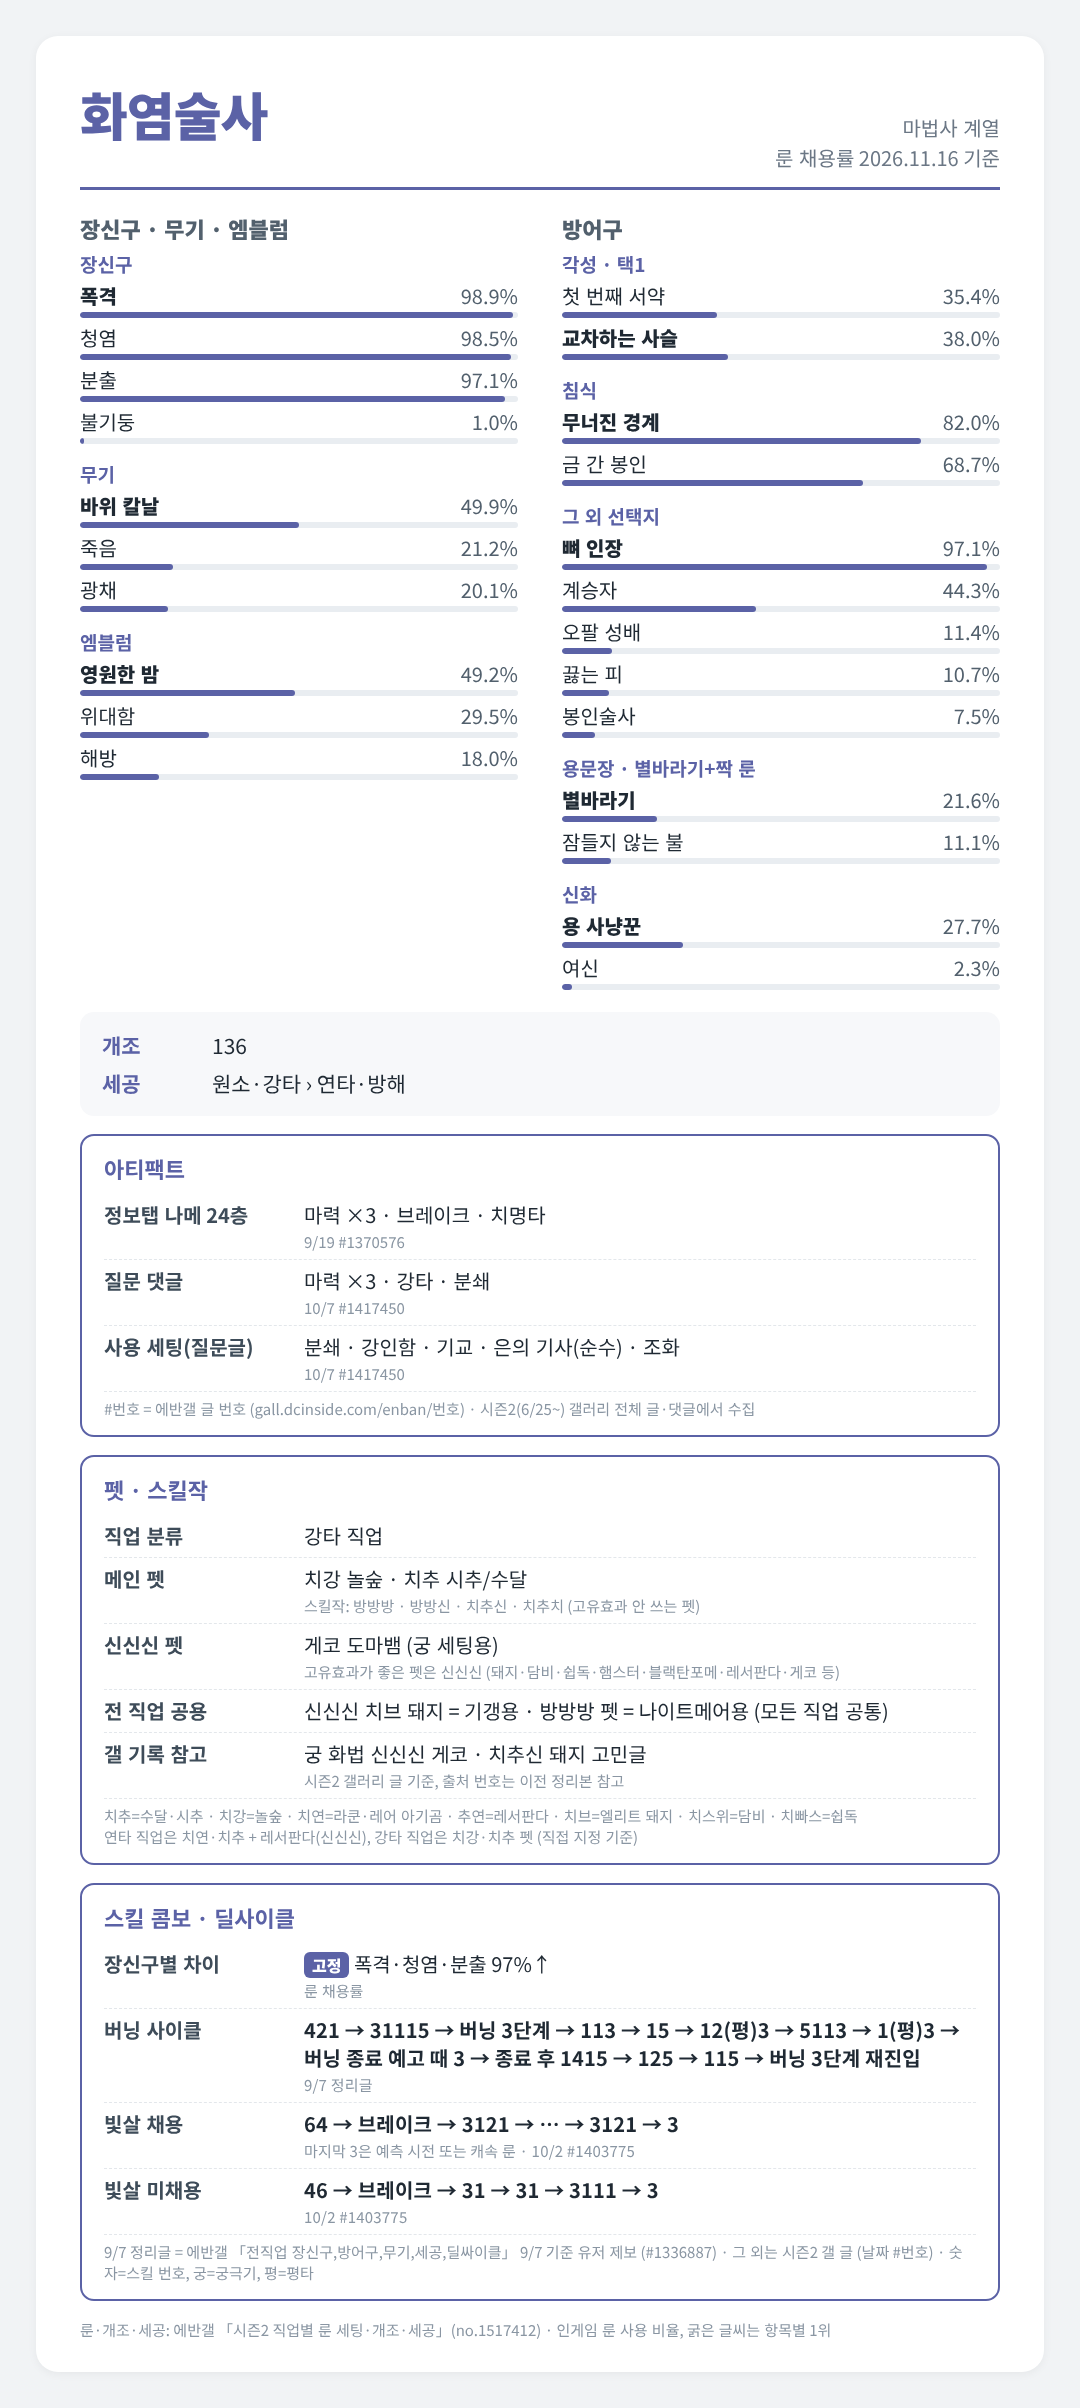 화염술사
마법사 계열
룬 채용률 2026.11.16 기준
장신구 · 무기 · 엠블럼
장신구
폭격 98.9%
청염 98.5%
분출 97.1%
불기둥 1.0%
무기
바위 칼날 49.9%
죽음 21.2%
광채 20.1%
엠블럼
영원한 밤 49.2%
위대함 29.5%
해방 18.0%
방어구
각성 · 택1
첫 번째 서약 35.4%
교차하는 사슬 38.0%
침식
무너진 경계 82.0%
금 간 봉인 68.7%
그 외 선택지
뼈 인장 97.1%
계승자 44.3%
오팔 성배 11.4%
끓는 피 10.7%
봉인술사 7.5%
용문장 · 별바라기+짝 룬
별바라기 21.6%
잠들지 않는 불 11.1%
신화
용 사냥꾼 27.7%
여신 2.3%
개조 136
세공 원소·강타 › 연타·방해
아티팩트
정보탭 나메 24층 마력 ×3 · 브레이크 · 치명타
9/19 #1370576
질문 댓글 마력 ×3 · 강타 · 분쇄
10/7 #1417450
사용 세팅(질문글) 분쇄 · 강인함 · 기교 · 은의 기사(순수) · 조화
10/7 #1417450
#번호 = 에반갤 글 번호 (gall.dcinside.com/enban/번호) · 시즌2(6/25~) 갤러리 전체 글·댓글에서 수집
펫 · 스킬작
직업 분류 강타 직업
메인 펫 치강 놀숲 · 치추 시추/수달
스킬작: 방방방 · 방방신 · 치추신 · 치추치 (고유효과 안 쓰는 펫)
신신신 펫 게코 도마뱀 (궁 세팅용)
고유효과가 좋은 펫은 신신신 (돼지·담비·쉽독·햄스터·블랙탄포메·레서판다·게코 등)
전 직업 공용 신신신 치브 돼지 = 기갱용 · 방방방 펫 = 나이트메어용 (모든 직업 공통)
갤 기록 참고 궁 화법 신신신 게코 · 치추신 돼지 고민글
시즌2 갤러리 글 기준, 출처 번호는 이전 정리본 참고
치추=수달·시추 · 치강=놀숲 · 치연=라쿤·레어 아기곰 · 추연=레서판다 · 치브=엘리트 돼지 · 치스위=담비 · 치빠스=쉽독
연타 직업은 치연·치추 + 레서판다(신신신), 강타 직업은 치강·치추 펫 (직접 지정 기준)
스킬 콤보 · 딜사이클
장신구별 차이 고정 폭격·청염·분출 97%↑
룬 채용률
버닝 사이클 421 → 31115 → 버닝 3단계 → 113 → 15 → 12(평)3 → 5113 → 1(평)3 →
버닝 종료 예고 때 3 → 종료 후 1415 → 125 → 115 → 버닝 3단계 재진입
9/7 정리글
빛살 채용 64 → 브레이크 → 3121 → ⋯ → 3121 → 3
마지막 3은 예측 시전 또는 캐속 룬 · 10/2 #1403775
빛살 미채용 46 → 브레이크 → 31 → 31 → 3111 → 3
10/2 #1403775
9/7 정리글 = 에반갤 「전직업 장신구,방어구,무기,세공,딜싸이클」 9/7 기준 유저 제보 (#1336887) · 그 외는 시즌2 갤 글 (날짜 #번호) · 숫
자=스킬 번호, 궁=궁극기, 평=평타
룬·개조·세공: 에반갤 「시즌2 직업별 룬 세팅·개조·세공」(no.1517412) · 인게임 룬 사용 비율, 굵은 글씨는 항목별 1위